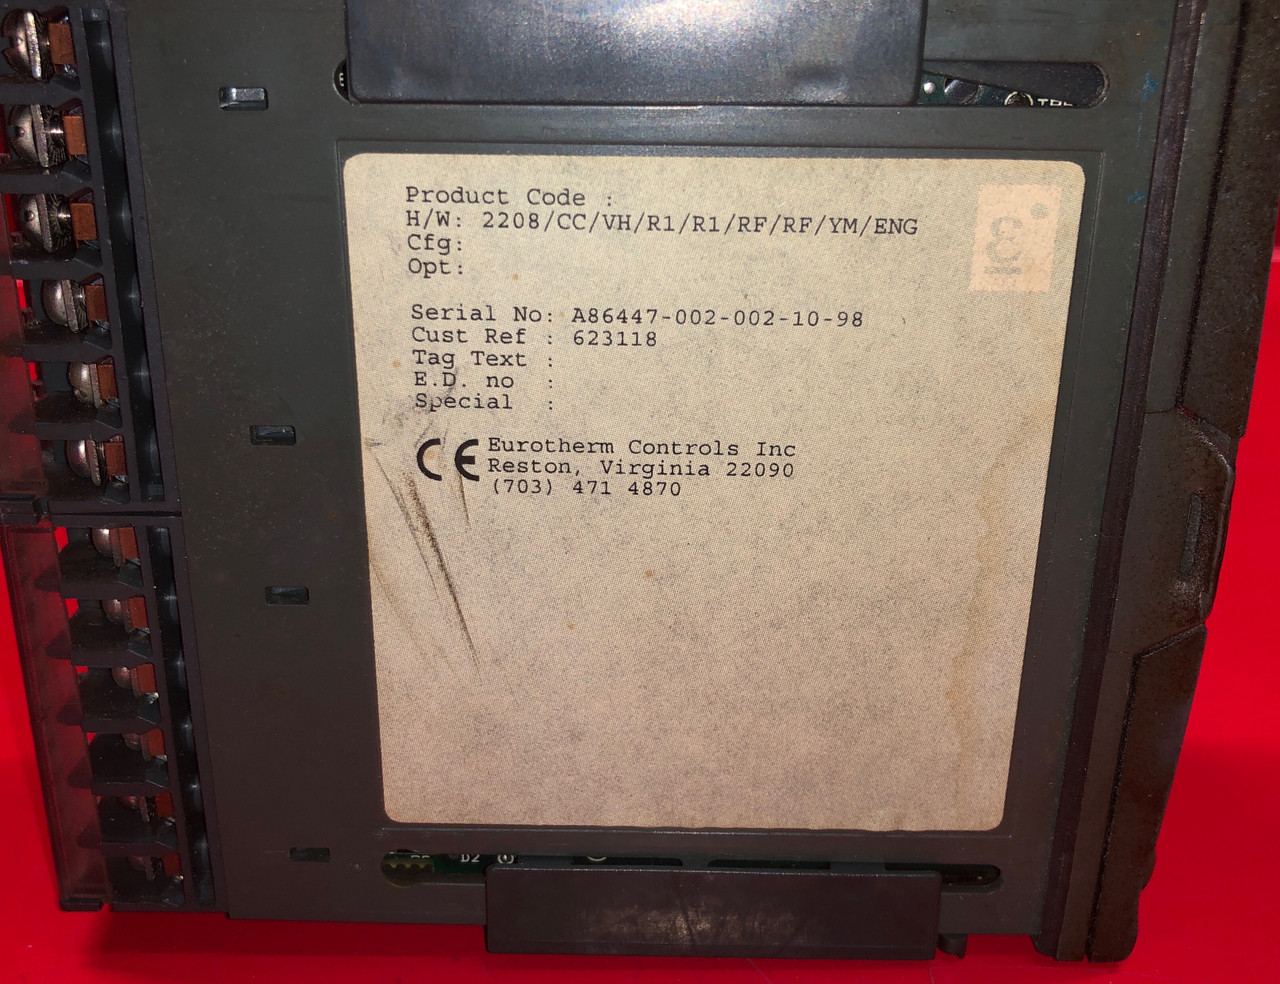 Product Code :
H/W: 2208/CC/VH/R1/R1/RF/RF/YM/ENG
Cfg:
Opt:
Serial No: A86447-002-002-10-98
Cust Ref : 623118
Tag Text :
E.D. no :
Special :
CE Eurotherm Controls Inc
Reston, Virginia 22090
(703) 471 4870
D2